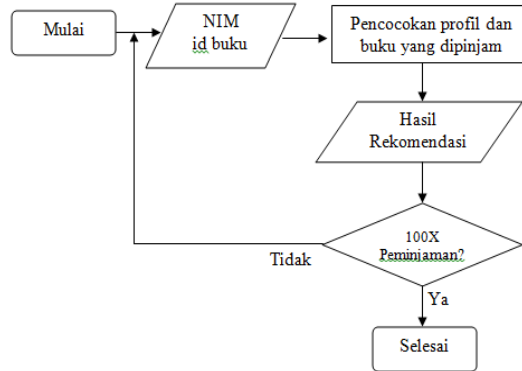 Mulai
NIM
id buku
Pencocokan profil dan
buku yang dipinjam
Hasil
Rekomendasi
100X
Peminjaman?
Tidak
Ya
Selesai